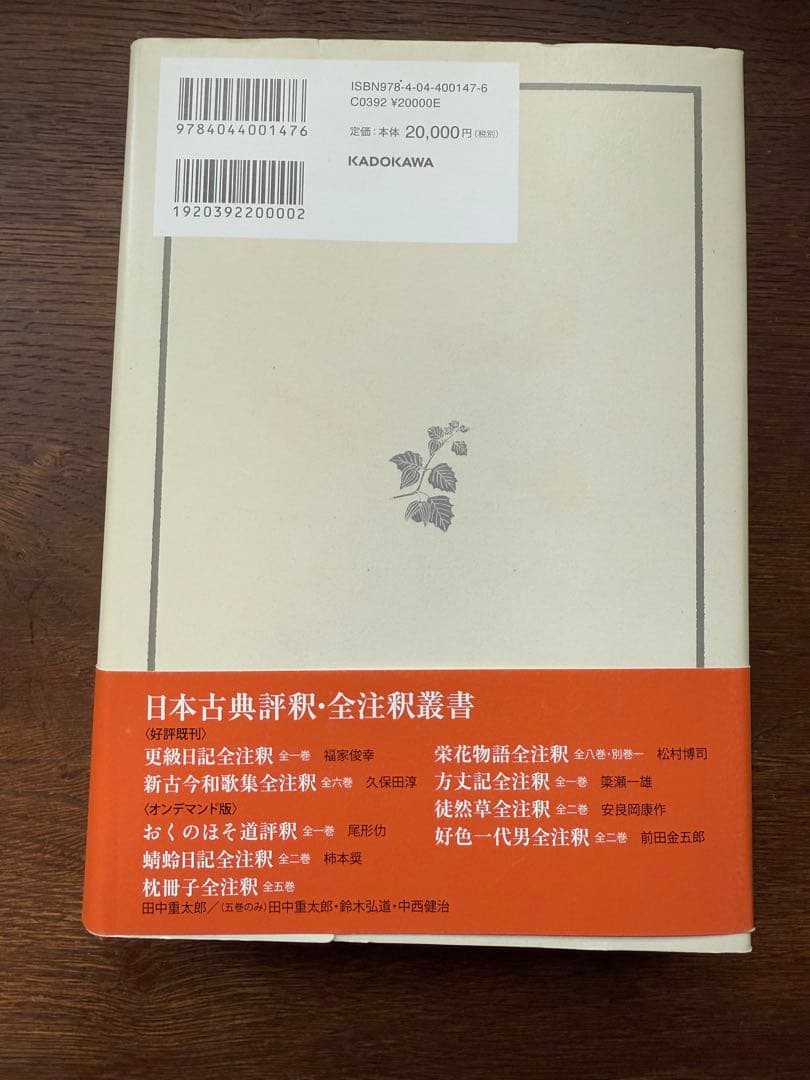 ISBN978-4-04-400147-6
C0392 ¥20000E
9784044001476
定価：本体 20,000円（税別）
KADOKAWA
1920392200002
日本古典評釈・全注釈叢書
〈好評既刊〉
更級日記全注釈 全一巻 福家俊幸
新古今和歌集全注釈 全六巻 久保田淳
〈オンデマンド版〉
おくのほそ道評釈 全一巻 尾形仂
蜻蛉日記全注釈 全二巻 柿本奨
枕冊子全注釈 全五巻
田中重太郎／（五巻のみ）田中重太郎・鈴木弘道・中西健治
栄花物語全注釈 全八巻・別巻一 松村博司
方丈記全注釈 全一巻 簗瀬一雄
徒然草全注釈 全二巻 安良岡康作
好色一代男全注釈 全二巻 前田金五郎